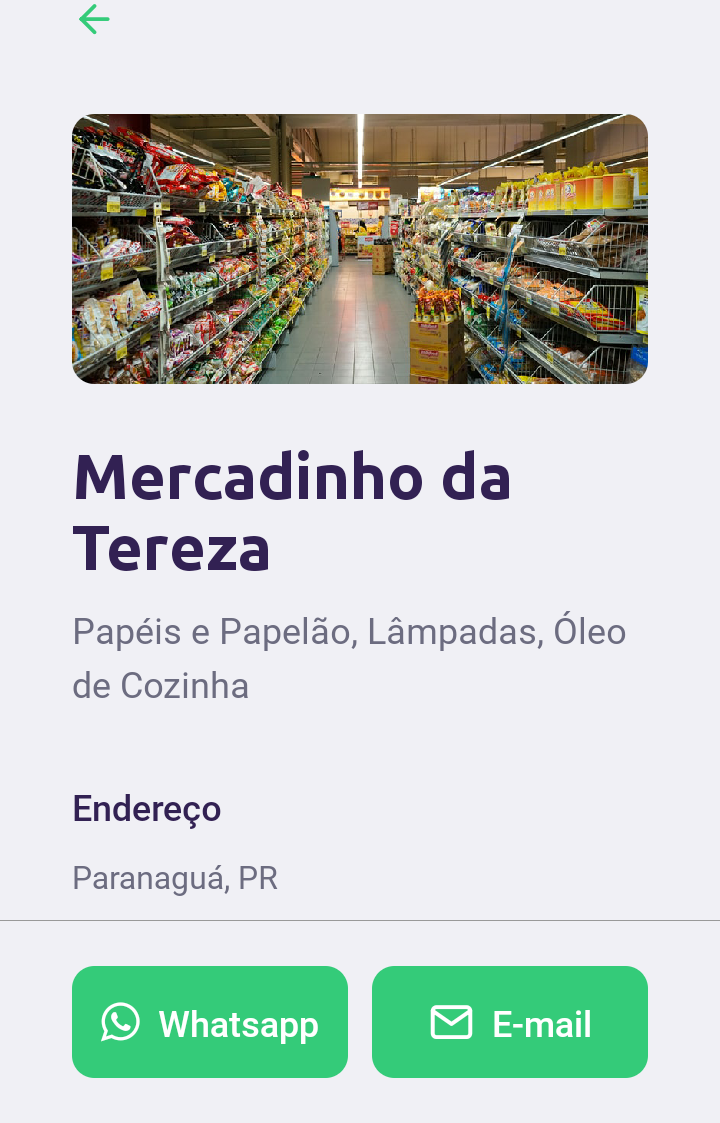 Mercadinho da
Tereza
Papéis e Papelão, Lâmpadas, Óleo
de Cozinha
Endereço
Paranaguá, PR
Whatsapp
E-mail